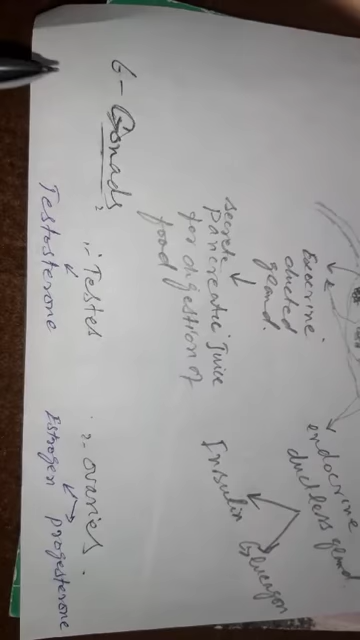 Exocrine
ducted
gland.
endocrine
ductless gland.
secrete
Pancreatic Juice
for digestion of
food
Insulin Glucagon
6- Gonads:
1- Testes
2- ovaries.
Testosterone
Estrogen progesterone